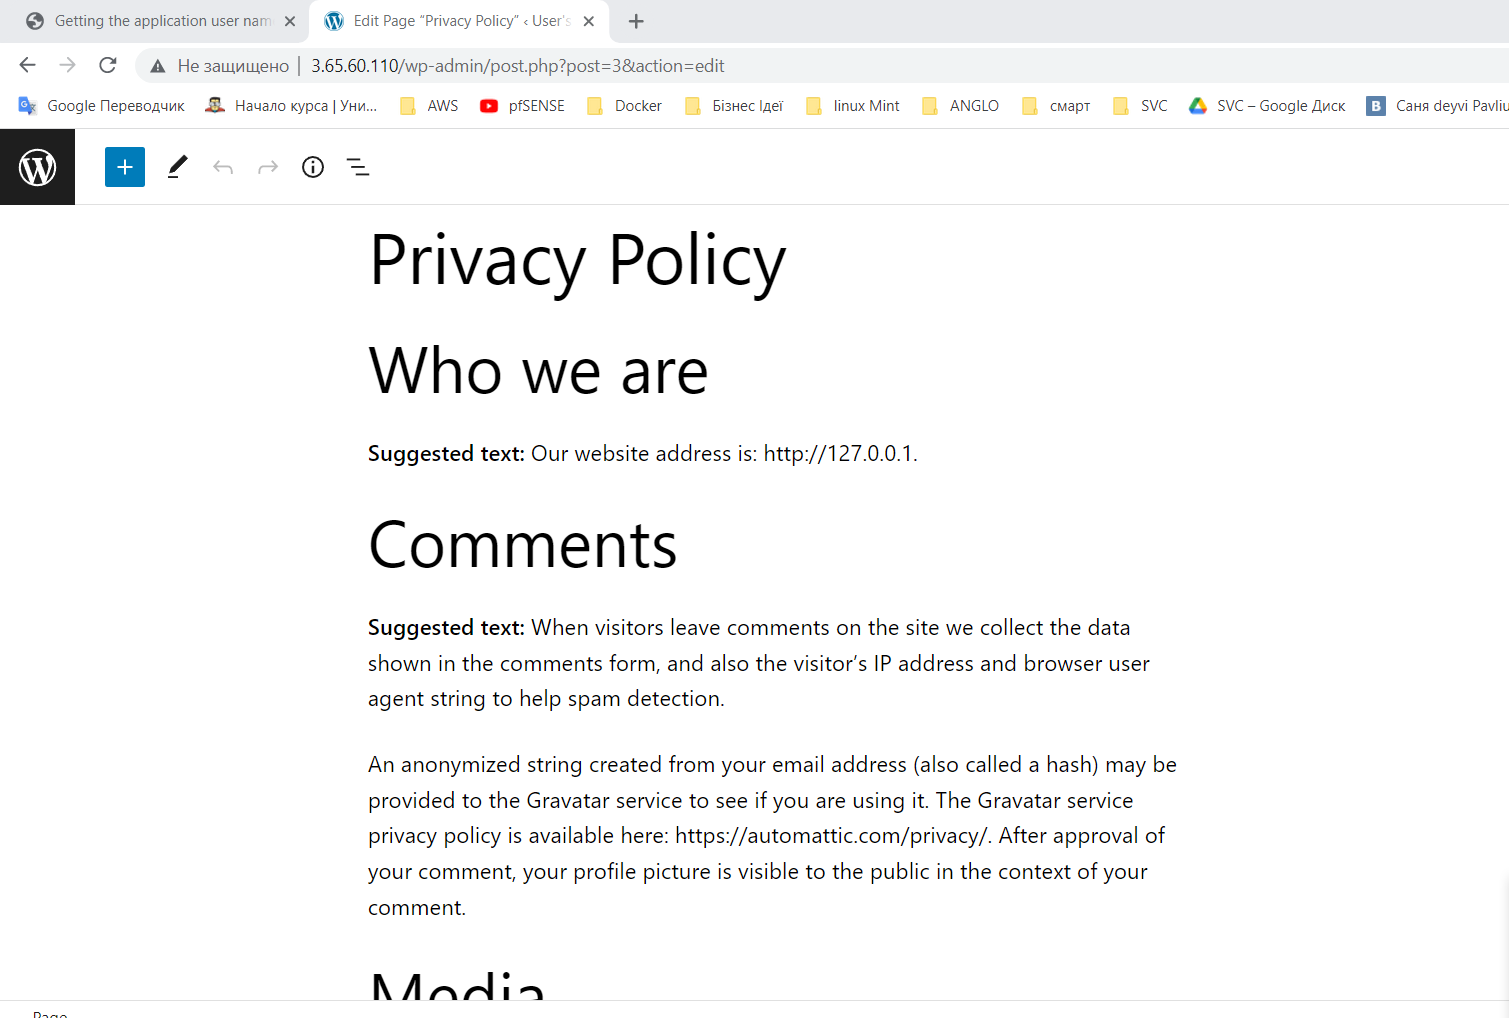 Getting the application user nam
Edit Page “Privacy Policy” ‹ User's
Не защищено | 3.65.60.110/wp-admin/post.php?post=3&action=edit
Google Переводчик Начало курса | Уни... AWS pfSENSE Docker Бізнес Ідеї linux Mint ANGLO смарт SVC SVC – Google Диск B Саня deyvi Pavliu
Privacy Policy
Who we are
Suggested text: Our website address is: http://127.0.0.1.
Comments
Suggested text: When visitors leave comments on the site we collect the data
shown in the comments form, and also the visitor’s IP address and browser user
agent string to help spam detection.
An anonymized string created from your email address (also called a hash) may be
provided to the Gravatar service to see if you are using it. The Gravatar service
privacy policy is available here: https://automattic.com/privacy/. After approval of
your comment, your profile picture is visible to the public in the context of your
comment.
Media
Page